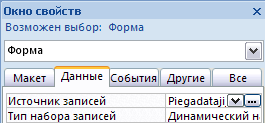 Окно свойств
Возможен выбор: Форма
Форма
Макет Данные События Другие Все
Источник записей Piegadataji
Тип набора записей Динамический н